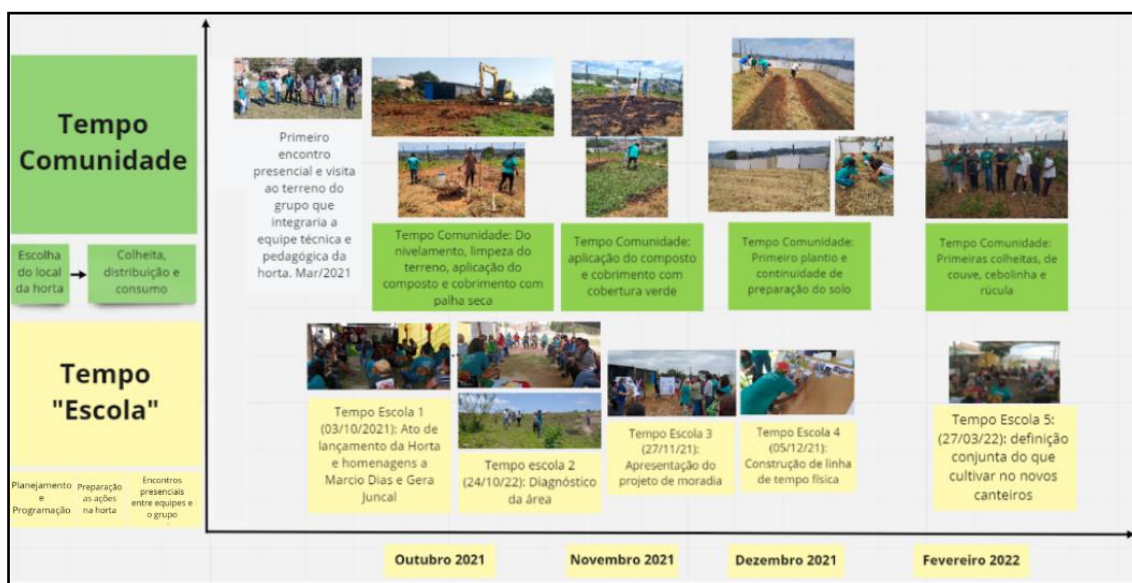 Tempo
Comunidade
Escolha
do local
da horta
Colheita,
distribuição e
consumo
Primeiro
encontro
presencial e visita
ao terreno do
grupo que
integraria a
equipe técnica e
pedagógica da
horta. Mar/2021
Tempo Comunidade: Do
nivelamento, limpeza do
terreno, aplicação do
composto e cobrimento com
palha seca
Tempo Comunidade:
aplicação do composto
e cobrimento com
cobertura verde
Tempo Comunidade:
Primeiro plantio e
continuidade de
preparação do solo
Tempo Comunidade:
Primeiras colheitas, de
couve, cebolinha e
rúcula
Tempo
"Escola"
Planejamento
e
Programação
Preparação
as ações
na horta
Encontros
presenciais
entre equipes e
o grupo
Tempo Escola 1
(03/10/2021): Ato de
lançamento da Horta
e homenagens a
Marcio Dias e Gera
Juncal
Tempo escola 2
(24/10/22): Diagnóstico
da área
Tempo Escola 3
(27/11/21):
Apresentação do
projeto de moradia
Tempo Escola 4
(05/12/21):
Construção de linha
de tempo física
Tempo Escola 5:
(27/03/22): definição
conjunta do que
cultivar no novos
canteiros
Outubro 2021
Novembro 2021
Dezembro 2021
Fevereiro 2022